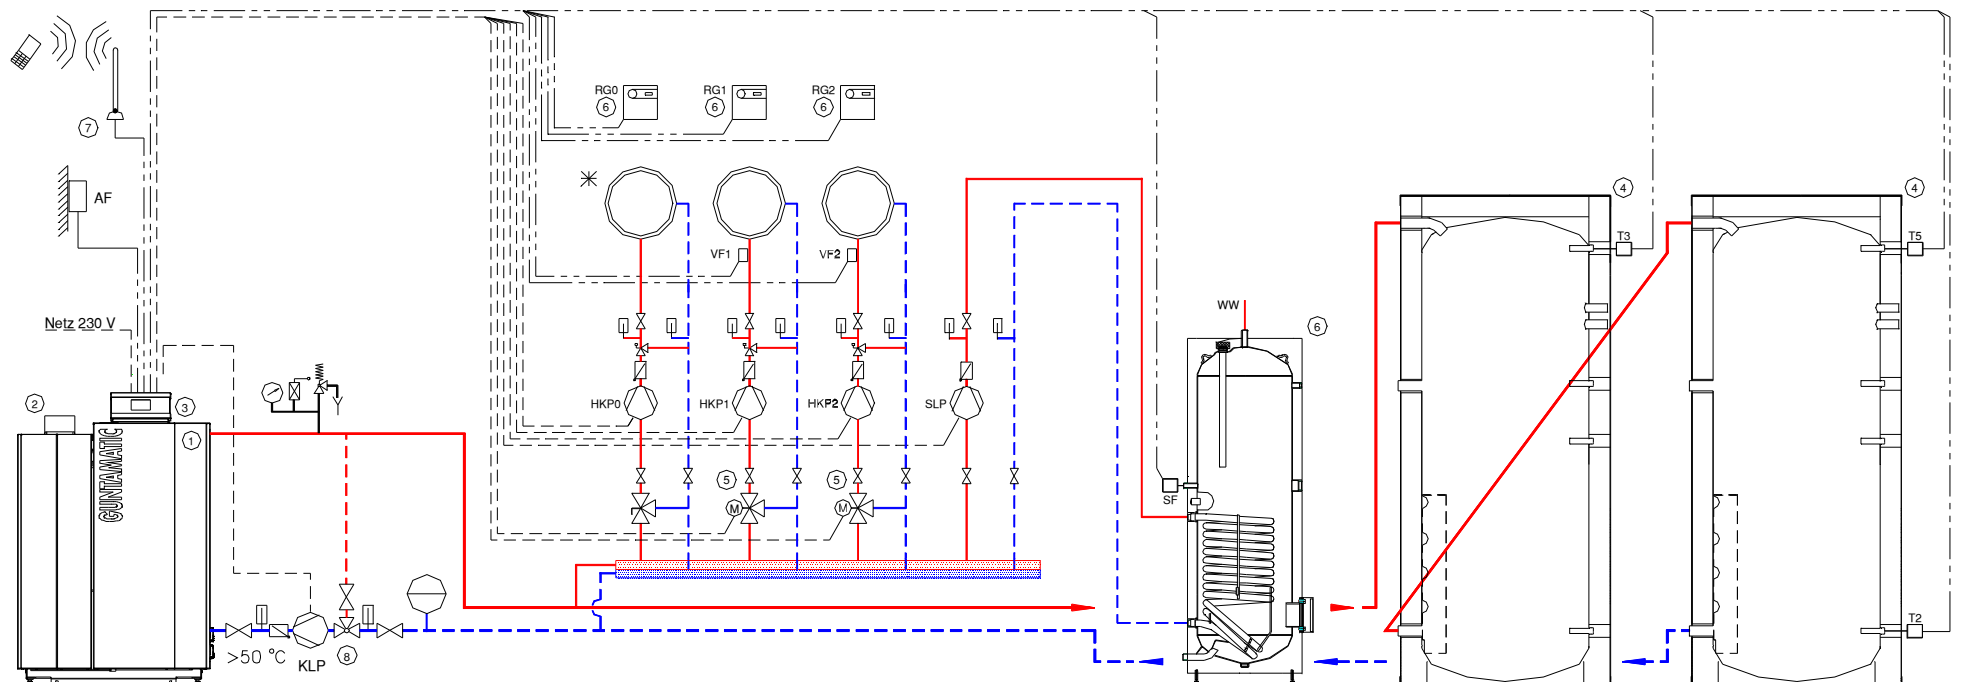 RG0
6
RG1
6
RG2
6
7
AF
4
4
T3
T5
VF1
VF2
WW
6
Netz 230 V
2
3
1
GUNTAMATIC
HKP0
HKP1
HKP2
SLP
5
5
SF
M
M
>50 °C
KLP
8
T2